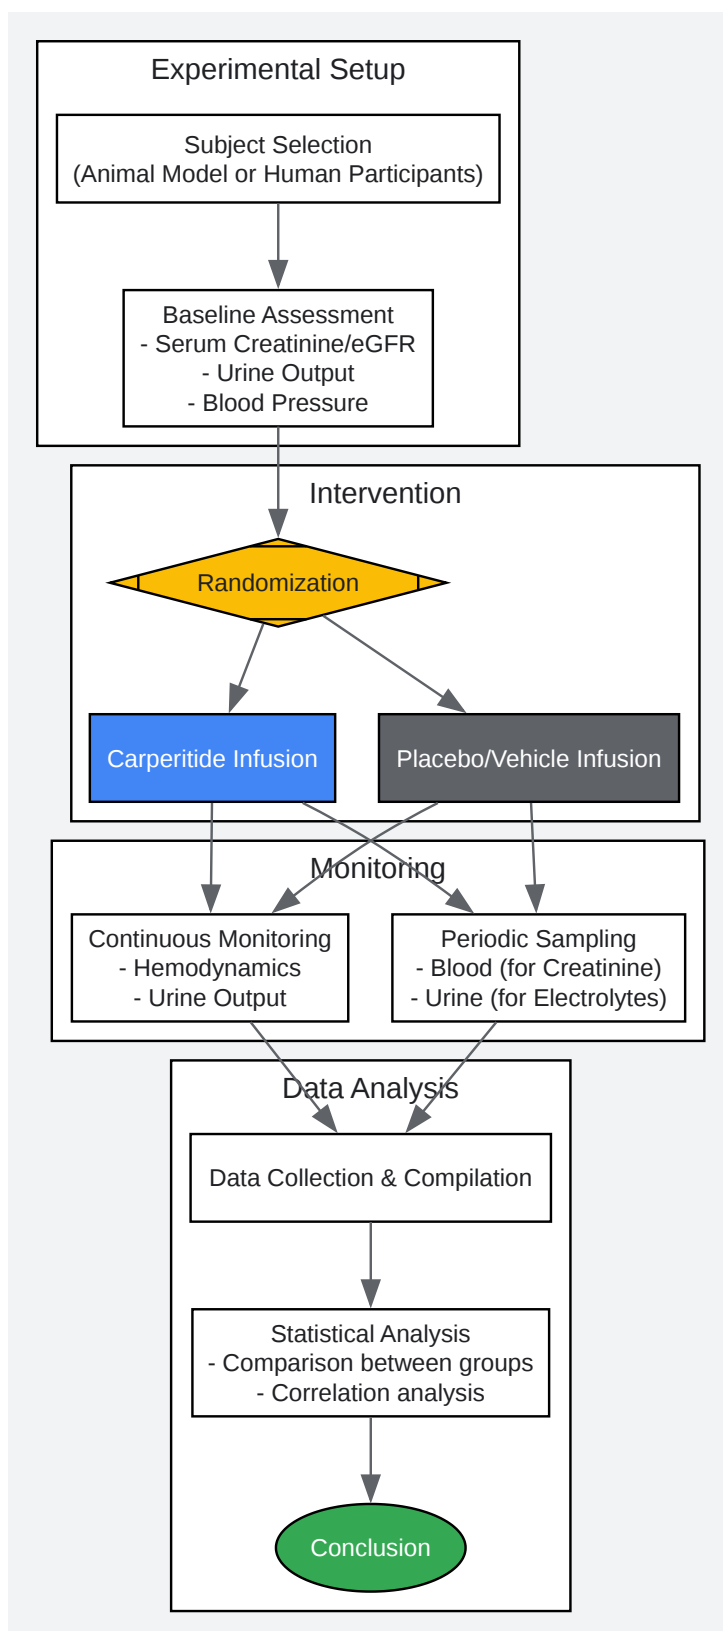 Experimental Setup
Subject Selection
(Animal Model or Human Participants)
Baseline Assessment
- Serum Creatinine/eGFR
- Urine Output
- Blood Pressure
Intervention
Randomization
Carperitide Infusion
Placebo/Vehicle Infusion
Monitoring
Continuous Monitoring
- Hemodynamics
- Urine Output
Periodic Sampling
- Blood (for Creatinine)
- Urine (for Electrolytes)
Data Analysis
Data Collection & Compilation
Statistical Analysis
- Comparison between groups
- Correlation analysis
Conclusion